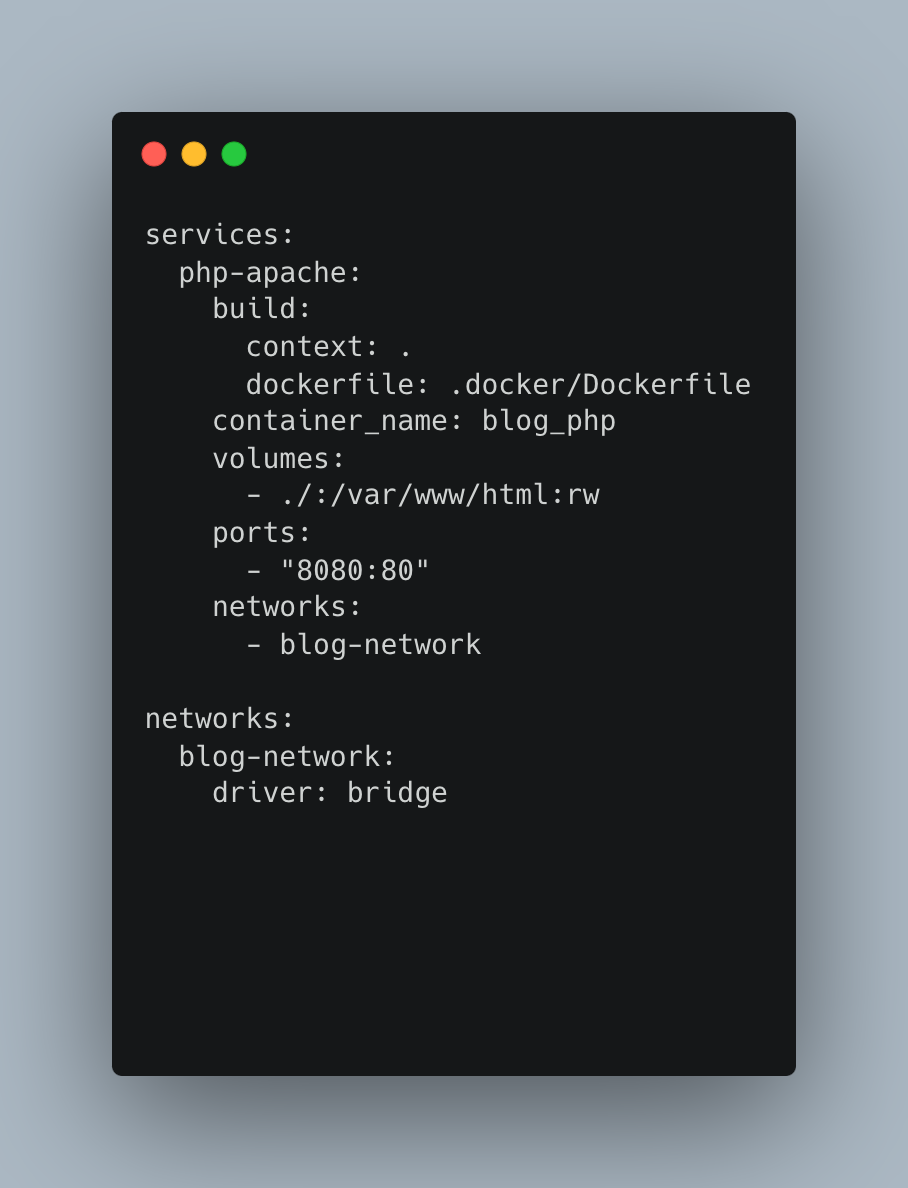 services:
  php-apache:
    build:
      context: .
      dockerfile: .docker/Dockerfile
    container_name: blog_php
    volumes:
      - ./:/var/www/html:rw
    ports:
      - "8080:80"
    networks:
      - blog-network

networks:
  blog-network:
    driver: bridge